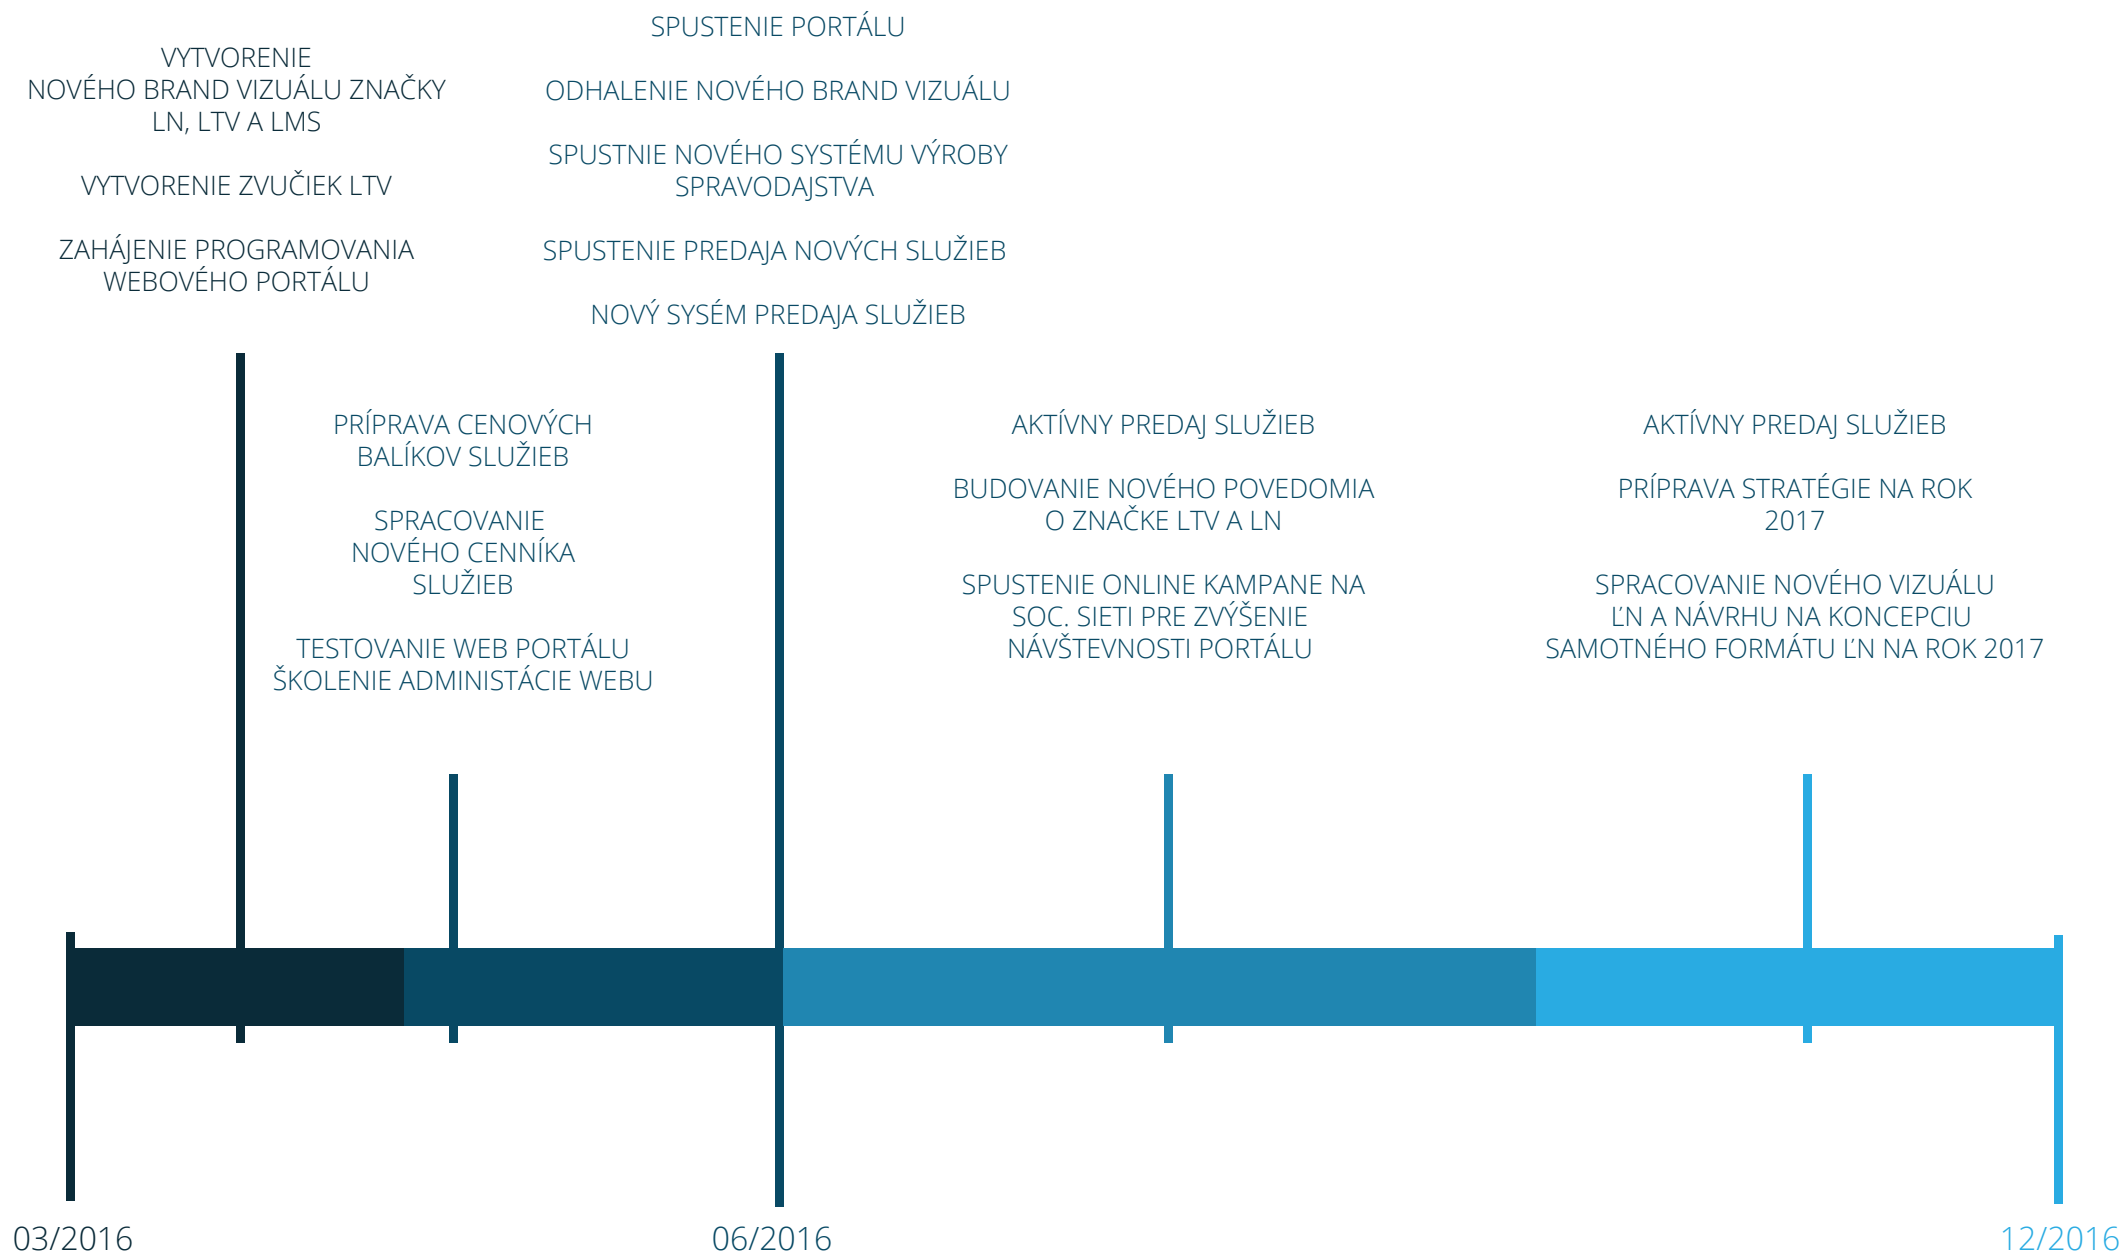 VYTVORENIE
NOVÉHO BRAND VIZUÁLU ZNAČKY
LN, LTV A LMS
VYTVORENIE ZVUČIEK LTV
ZAHÁJENIE PROGRAMOVANIA
WEBOVÉHO PORTÁLU
SPUSTENIE PORTÁLU
ODHALENIE NOVÉHO BRAND VIZUÁLU
SPUSTNIE NOVÉHO SYSTÉMU VÝROBY
SPRAVODAJSTVA
SPUSTENIE PREDAJA NOVÝCH SLUŽIEB
NOVÝ SYSÉM PREDAJA SLUŽIEB
PRÍPRAVA CENOVÝCH
BALÍKOV SLUŽIEB
SPRACOVANIE
NOVÉHO CENNÍKA
SLUŽIEB
TESTOVANIE WEB PORTÁLU
ŠKOLENIE ADMINISTÁCIE WEBU
AKTÍVNY PREDAJ SLUŽIEB
BUDOVANIE NOVÉHO POVEDOMIA
O ZNAČKE LTV A LN
SPUSTENIE ONLINE KAMPANE NA
SOC. SIETI PRE ZVÝŠENIE
NÁVŠTEVNOSTI PORTÁLU
AKTÍVNY PREDAJ SLUŽIEB
PRÍPRAVA STRATÉGIE NA ROK
2017
SPRACOVANIE NOVÉHO VIZUÁLU
ĽN A NÁVRHU NA KONCEPCIU
SAMOTNÉHO FORMÁTU ĽN NA ROK 2017
03/2016
06/2016
12/2016